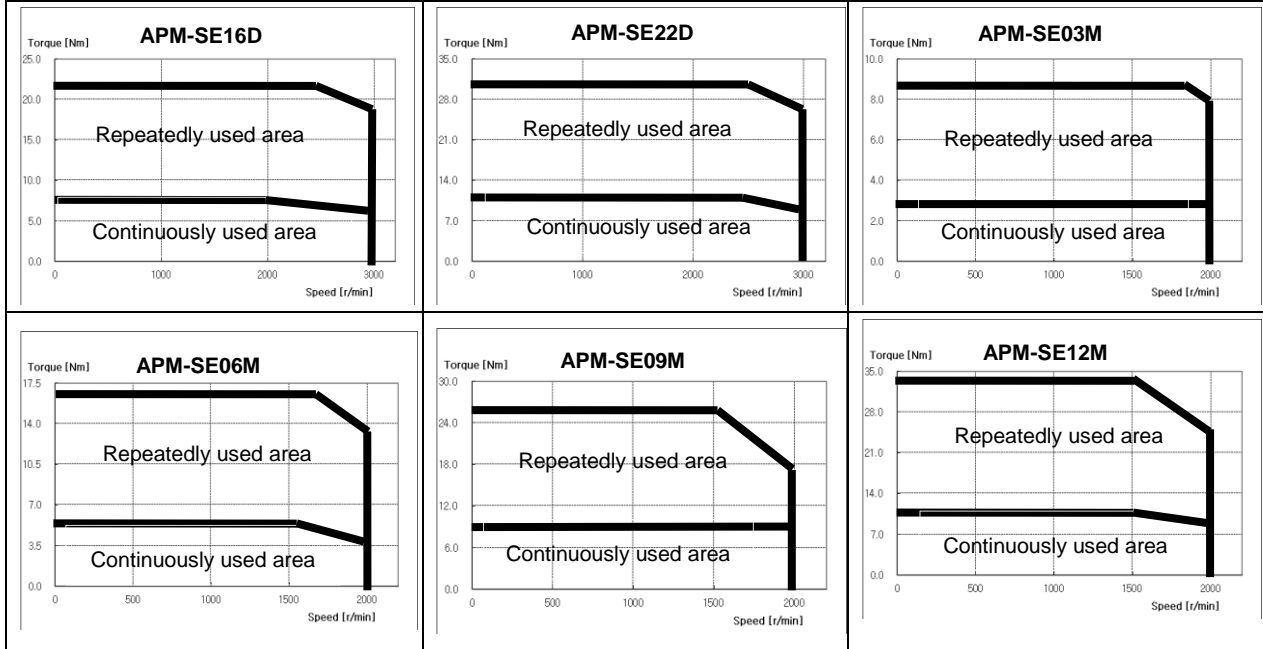 APM-SE16D
Torque [Nm]
25.0
20.0
15.0
10.0
5.0
0.0
Repeatedly used area
Continuously used area
0 1000 2000 3000
Speed [r/min]
APM-SE22D
Torque [Nm]
35.0
28.0
21.0
14.0
7.0
0.0
Repeatedly used area
Continuously used area
0 1000 2000 3000
Speed [r/min]
APM-SE03M
Torque [Nm]
10.0
8.0
6.0
4.0
2.0
0.0
Repeatedly used area
Continuously used area
0 500 1000 1500 2000
Speed [r/min]
APM-SE06M
Torque [Nm]
17.5
14.0
10.5
7.0
3.5
0.0
Repeatedly used area
Continuously used area
0 500 1000 1500 2000
Speed [r/min]
APM-SE09M
Torque [Nm]
30.0
24.0
18.0
12.0
6.0
0.0
Repeatedly used area
Continuously used area
0 500 1000 1500 2000
Speed [r/min]
APM-SE12M
Torque [Nm]
35.0
28.0
21.0
14.0
7.0
0.0
Repeatedly used area
Continuously used area
0 500 1000 1500 2000
Speed [r/min]